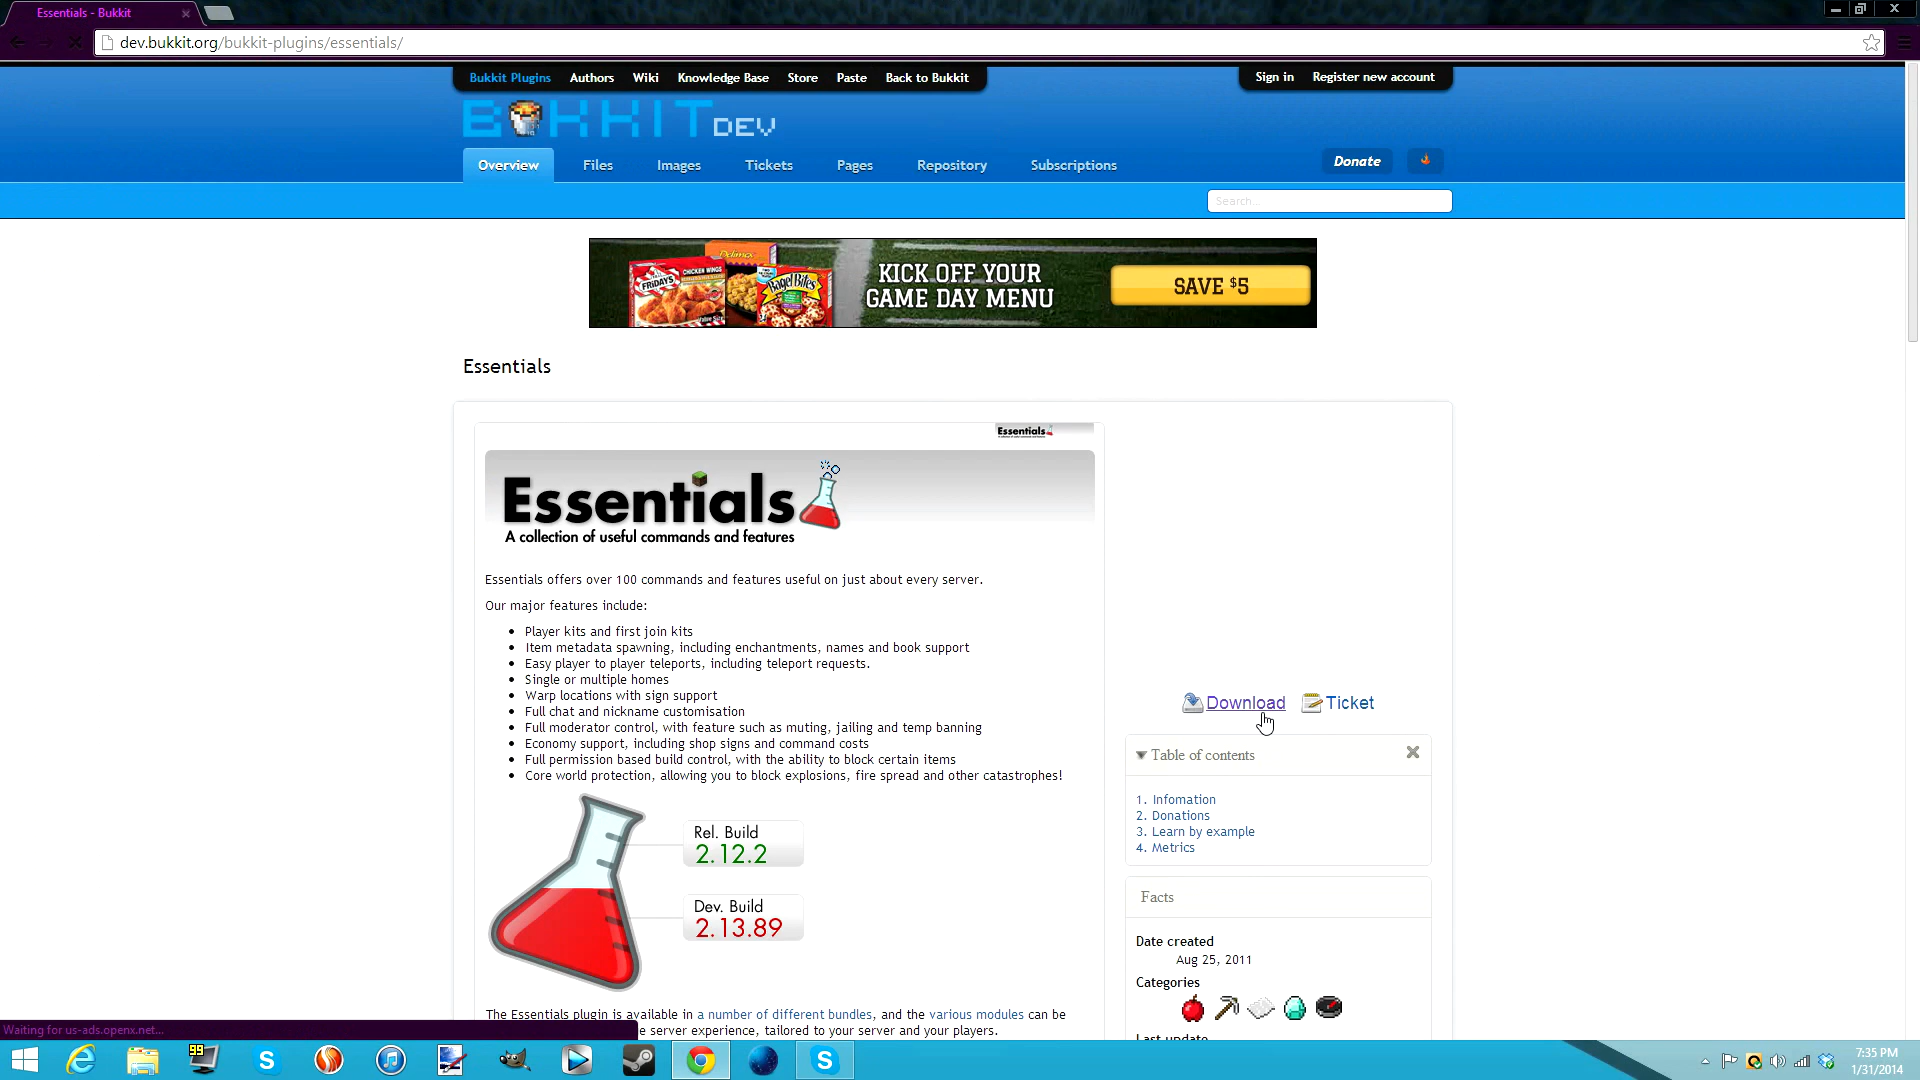 Essentials - Bukkit
dev.bukkit.org/bukkit-plugins/essentials/
Bukkit Plugins Authors Wiki Knowledge Base Store Paste Back to Bukkit
Sign in Register new account
BUKKIT DEV
Overview Files Images Tickets Pages Repository Subscriptions
Donate
Search...
Delimex
CHICKEN WINGS
FRIDAYS
Bagel Bites
KICK OFF YOUR
GAME DAY MENU
SAVE $5
Essentials
Essentials
Essentials
A collection of useful commands and features
Essentials offers over 100 commands and features useful on just about every server.
Our major features include:
Player kits and first join kits
Item metadata spawning, including enchantments, names and book support
Easy player to player teleports, including teleport requests.
Single or multiple homes
Warp locations with sign support
Full chat and nickname customisation
Full moderator control, with feature such as muting, jailing and temp banning
Economy support, including shop signs and command costs
Full permission based build control, with the ability to block certain items
Core world protection, allowing you to block explosions, fire spread and other catastrophes!
Rel. Build
2.12.2
Dev. Build
2.13.89
The Essentials plugin is available in a number of different bundles, and the various modules can be
e server experience, tailored to your server and your players.
Download Ticket
Table of contents
1. Infomation
2. Donations
3. Learn by example
4. Metrics
Facts
Date created
Aug 25, 2011
Categories
Last update
Waiting for us-ads.openx.net...
99
7:35 PM
1/31/2014